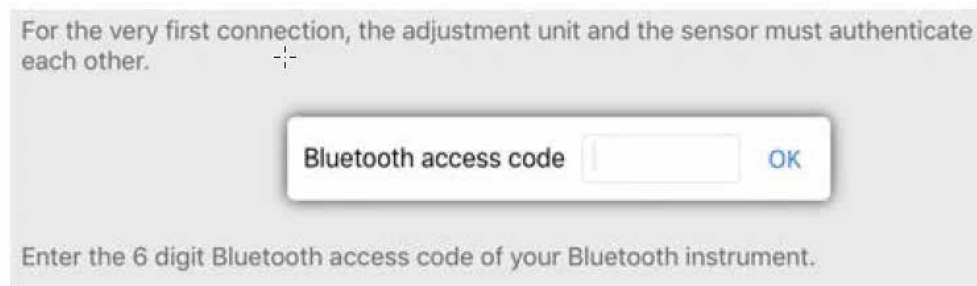 For the very first connection, the adjustment unit and the sensor must authenticate
each other.
Bluetooth access code OK
Enter the 6 digit Bluetooth access code of your Bluetooth instrument.